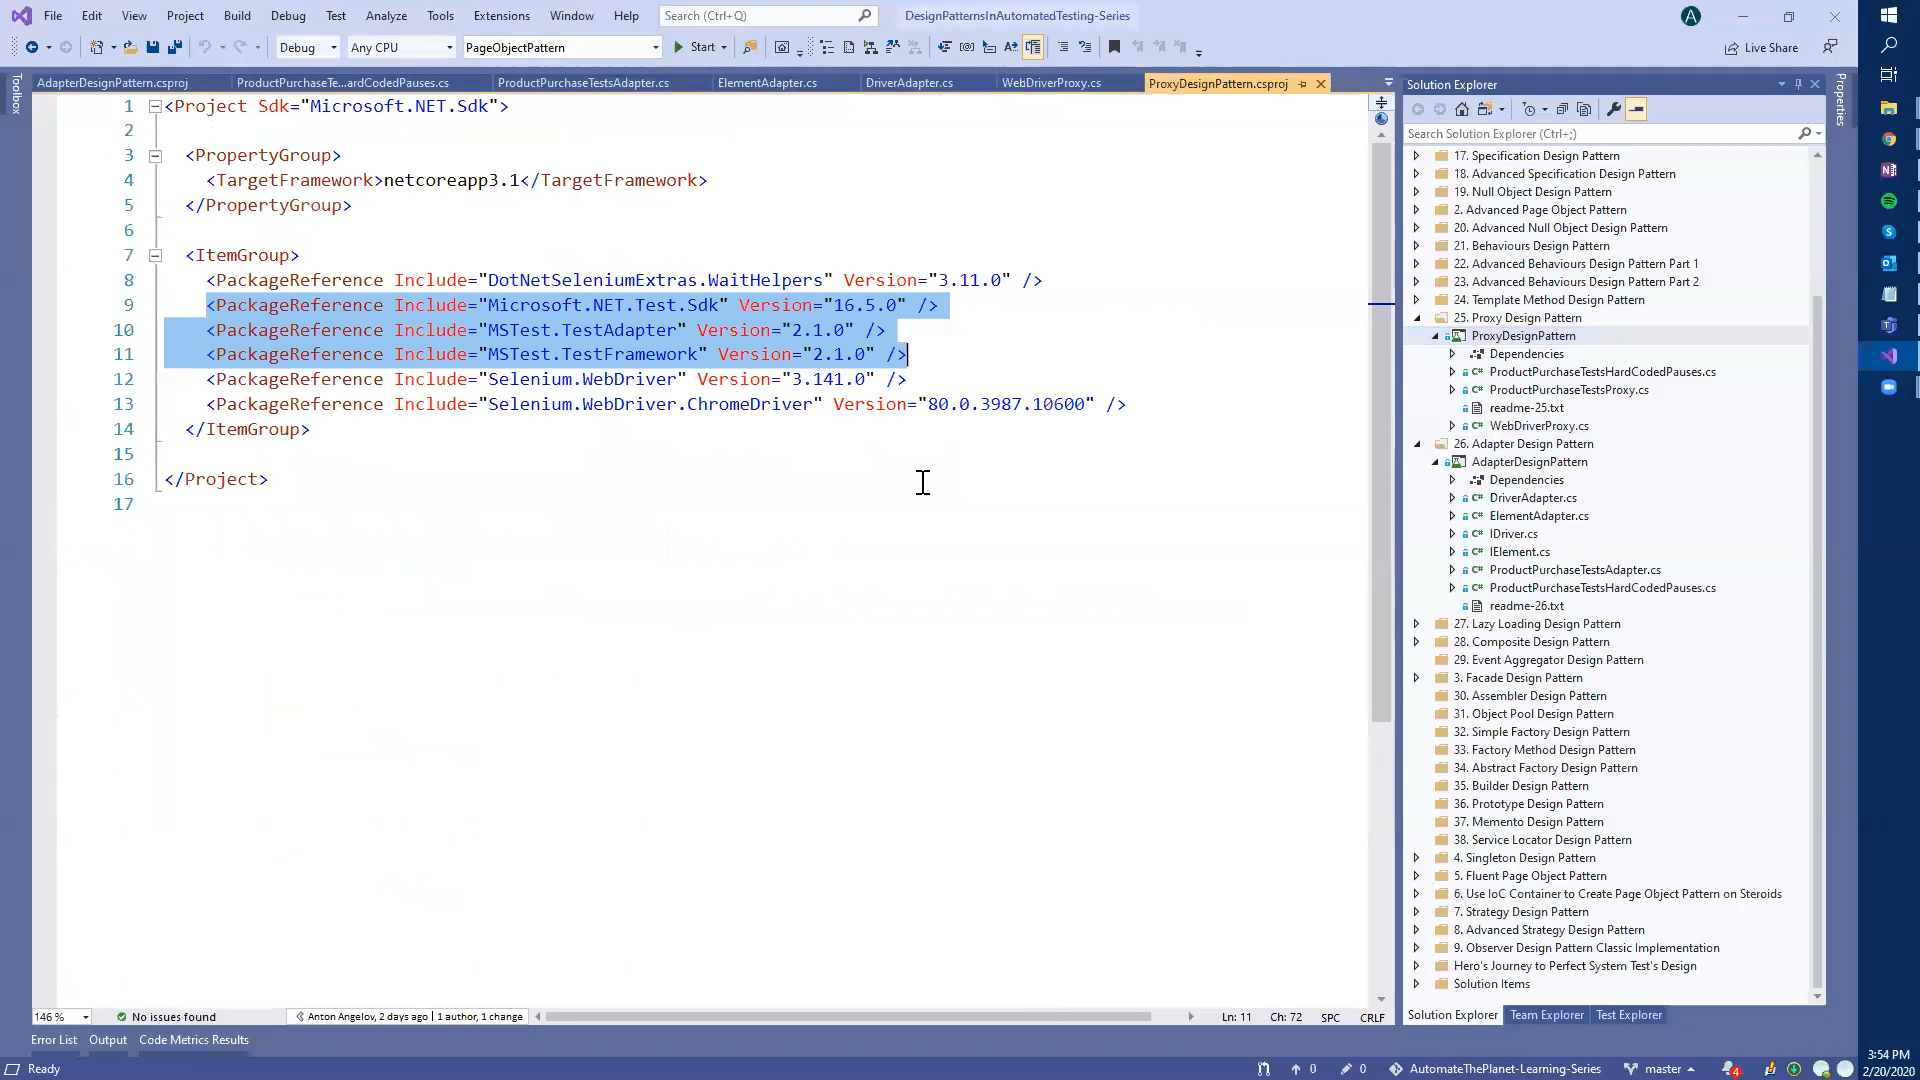 File Edit View Project Build Debug Test Analyze Tools Extensions Window Help Search (Ctrl+Q) DesignPatternsInAutomatedTesting-Series
Debug Any CPU PageObjectPattern Start Live Share
Toolbox
AdapterDesignPattern.csproj ProductPurchaseTe...ardCodedPauses.cs ProductPurchaseTestsAdapter.cs ElementAdapter.cs DriverAdapter.cs WebDriverProxy.cs ProxyDesignPattern.csproj
1 <Project Sdk="Microsoft.NET.Sdk">
2
3 <PropertyGroup>
4 <TargetFramework>netcoreapp3.1</TargetFramework>
5 </PropertyGroup>
6
7 <ItemGroup>
8 <PackageReference Include="DotNetSeleniumExtras.WaitHelpers" Version="3.11.0" />
9 <PackageReference Include="Microsoft.NET.Test.Sdk" Version="16.5.0" />
10 <PackageReference Include="MSTest.TestAdapter" Version="2.1.0" />
11 <PackageReference Include="MSTest.TestFramework" Version="2.1.0" />
12 <PackageReference Include="Selenium.WebDriver" Version="3.141.0" />
13 <PackageReference Include="Selenium.WebDriver.ChromeDriver" Version="80.0.3987.10600" />
14 </ItemGroup>
15
16 </Project>
17
146 % No issues found Anton Angelov, 2 days ago | 1 author, 1 change Ln: 11 Ch: 72 SPC CRLF
Error List Output Code Metrics Results
Solution Explorer
Search Solution Explorer (Ctrl+;)
17. Specification Design Pattern
18. Advanced Specification Design Pattern
19. Null Object Design Pattern
2. Advanced Page Object Pattern
20. Advanced Null Object Design Pattern
21. Behaviours Design Pattern
22. Advanced Behaviours Design Pattern Part 1
23. Advanced Behaviours Design Pattern Part 2
24. Template Method Design Pattern
25. Proxy Design Pattern
ProxyDesignPattern
Dependencies
C# ProductPurchaseTestsHardCodedPauses.cs
C# ProductPurchaseTestsProxy.cs
readme-25.txt
C# WebDriverProxy.cs
26. Adapter Design Pattern
AdapterDesignPattern
Dependencies
C# DriverAdapter.cs
C# ElementAdapter.cs
C# IDriver.cs
C# IElement.cs
C# ProductPurchaseTestsAdapter.cs
C# ProductPurchaseTestsHardCodedPauses.cs
readme-26.txt
27. Lazy Loading Design Pattern
28. Composite Design Pattern
29. Event Aggregator Design Pattern
3. Facade Design Pattern
30. Assembler Design Pattern
31. Object Pool Design Pattern
32. Simple Factory Design Pattern
33. Factory Method Design Pattern
34. Abstract Factory Design Pattern
35. Builder Design Pattern
36. Prototype Design Pattern
37. Memento Design Pattern
38. Service Locator Design Pattern
4. Singleton Design Pattern
5. Fluent Page Object Pattern
6. Use IoC Container to Create Page Object Pattern on Steroids
7. Strategy Design Pattern
8. Advanced Strategy Design Pattern
9. Observer Design Pattern Classic Implementation
Hero's Journey to Perfect System Test's Design
Solution Items
Solution Explorer Team Explorer Test Explorer
Properties
Ready 0 0 AutomateThePlanet-Learning-Series master 4
3:54 PM
2/20/2020